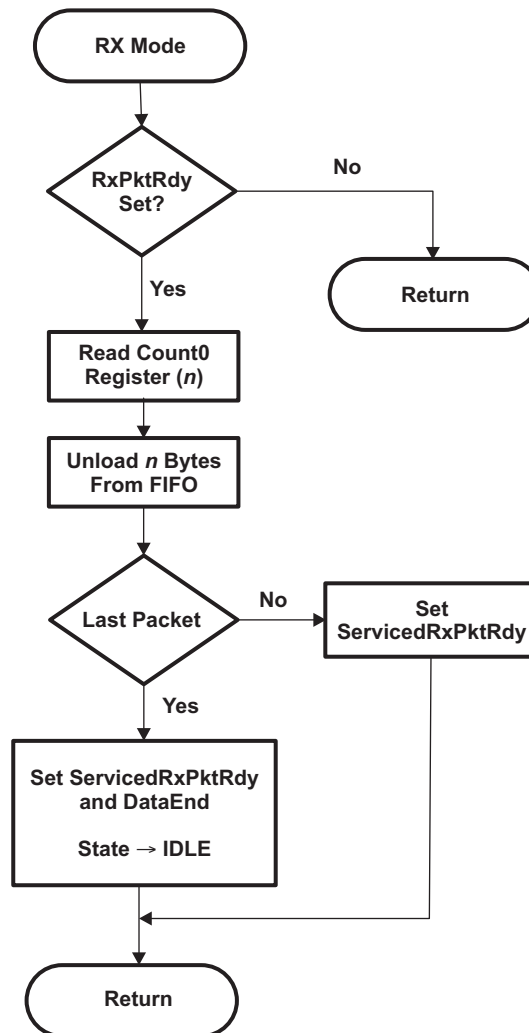 RX Mode
RxPktRdy
Set?
No
Return
Yes
Read Count0
Register (n)
Unload n Bytes
From FIFO
Last Packet
No
Set
ServicedRxPktRdy
Yes
Set ServicedRxPktRdy
and DataEnd
State → IDLE
Return